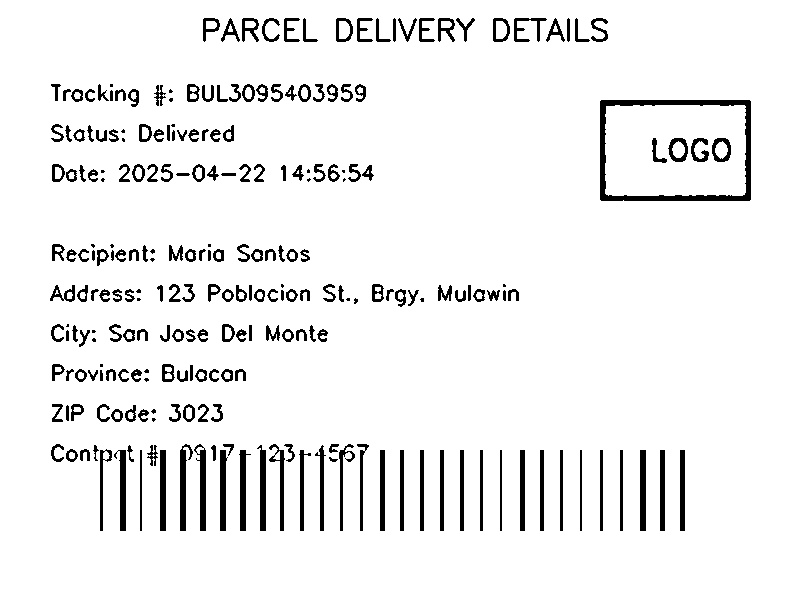 PARCEL DELIVERY DETAILS
Tracking #: BUL3095403959
Status: Delivered
Date: 2025-04-22 14:56:54
LOGO
Recipient: Maria Santos
Address: 123 Poblacion St., Brgy. Mulawin
City: San Jose Del Monte
Province: Bulacan
ZIP Code: 3023
Contact #: 0917-123-4567